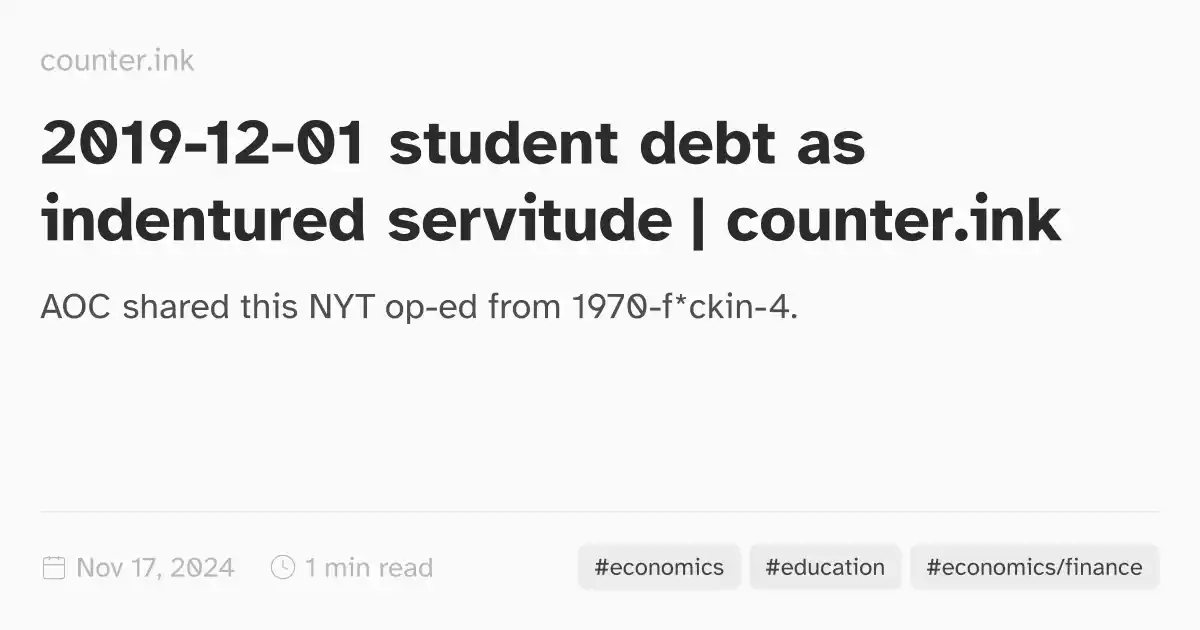 counter.ink
2019-12-01 student debt as
indentured servitude | counter.ink
AOC shared this NYT op-ed from 1970-f*ckin-4.
Nov 17, 2024 1 min read #economics #education #economics/finance